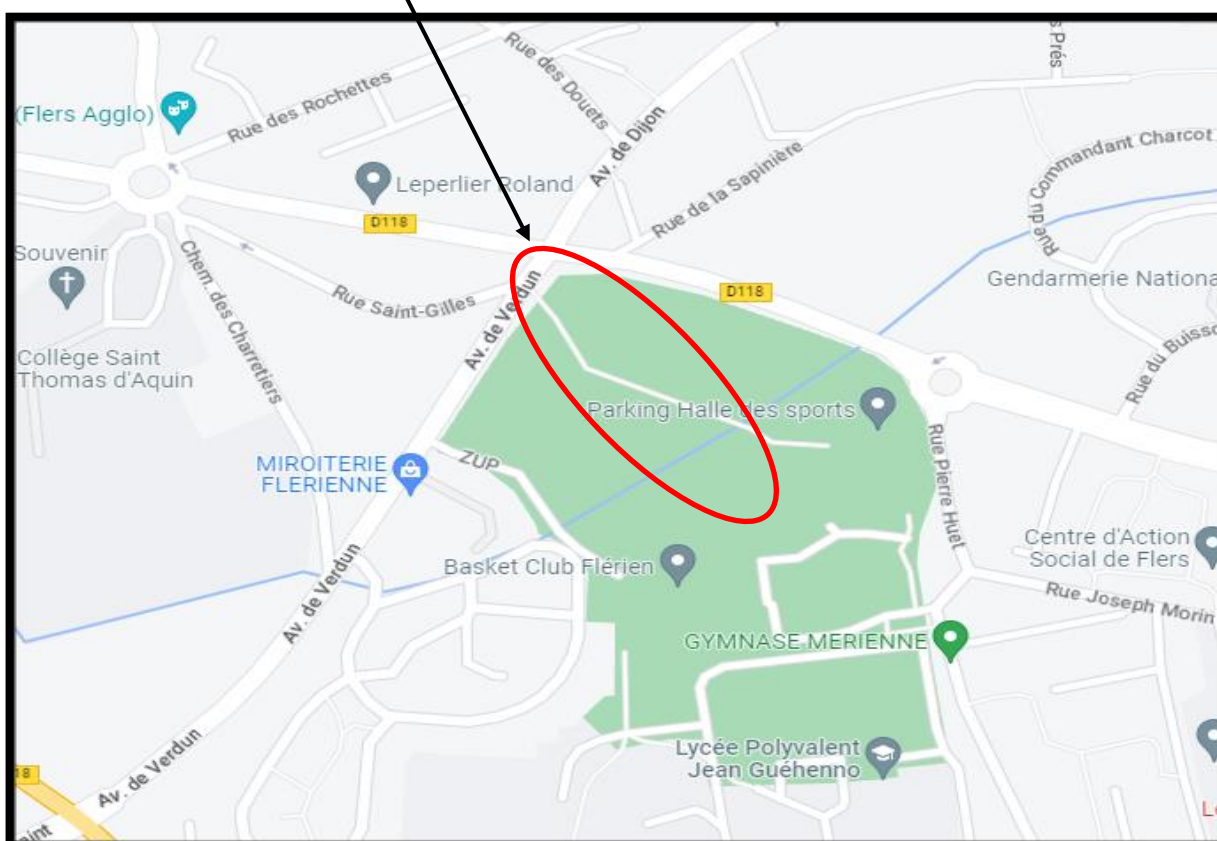 s Prés
Rue des Douets
(Flers Agglo)
Rue des Rochettes
Av. de Dijon
Commandant Charcot
Rue du
Leperlier Roland
Rue de la Sapinière
D118
Souvenir
Chem. des Charretiers
Rue Saint-Gilles
Av. de Verdun
D118
Gendarmerie Nationa
Rue du Buisso
Collège Saint
Thomas d'Aquin
Parking Halle des sports
Rue Pierre Huet
MIROITERIE
FLERIENNE
ZUP
Centre d'Action
Social de Flers
Basket Club Flérien
Av. de Verdun
Rue Joseph Morin
GYMNASE MERIENNE
Lycée Polyvalent
Jean Guéhenno
Av. de Verdun
18
aint
L